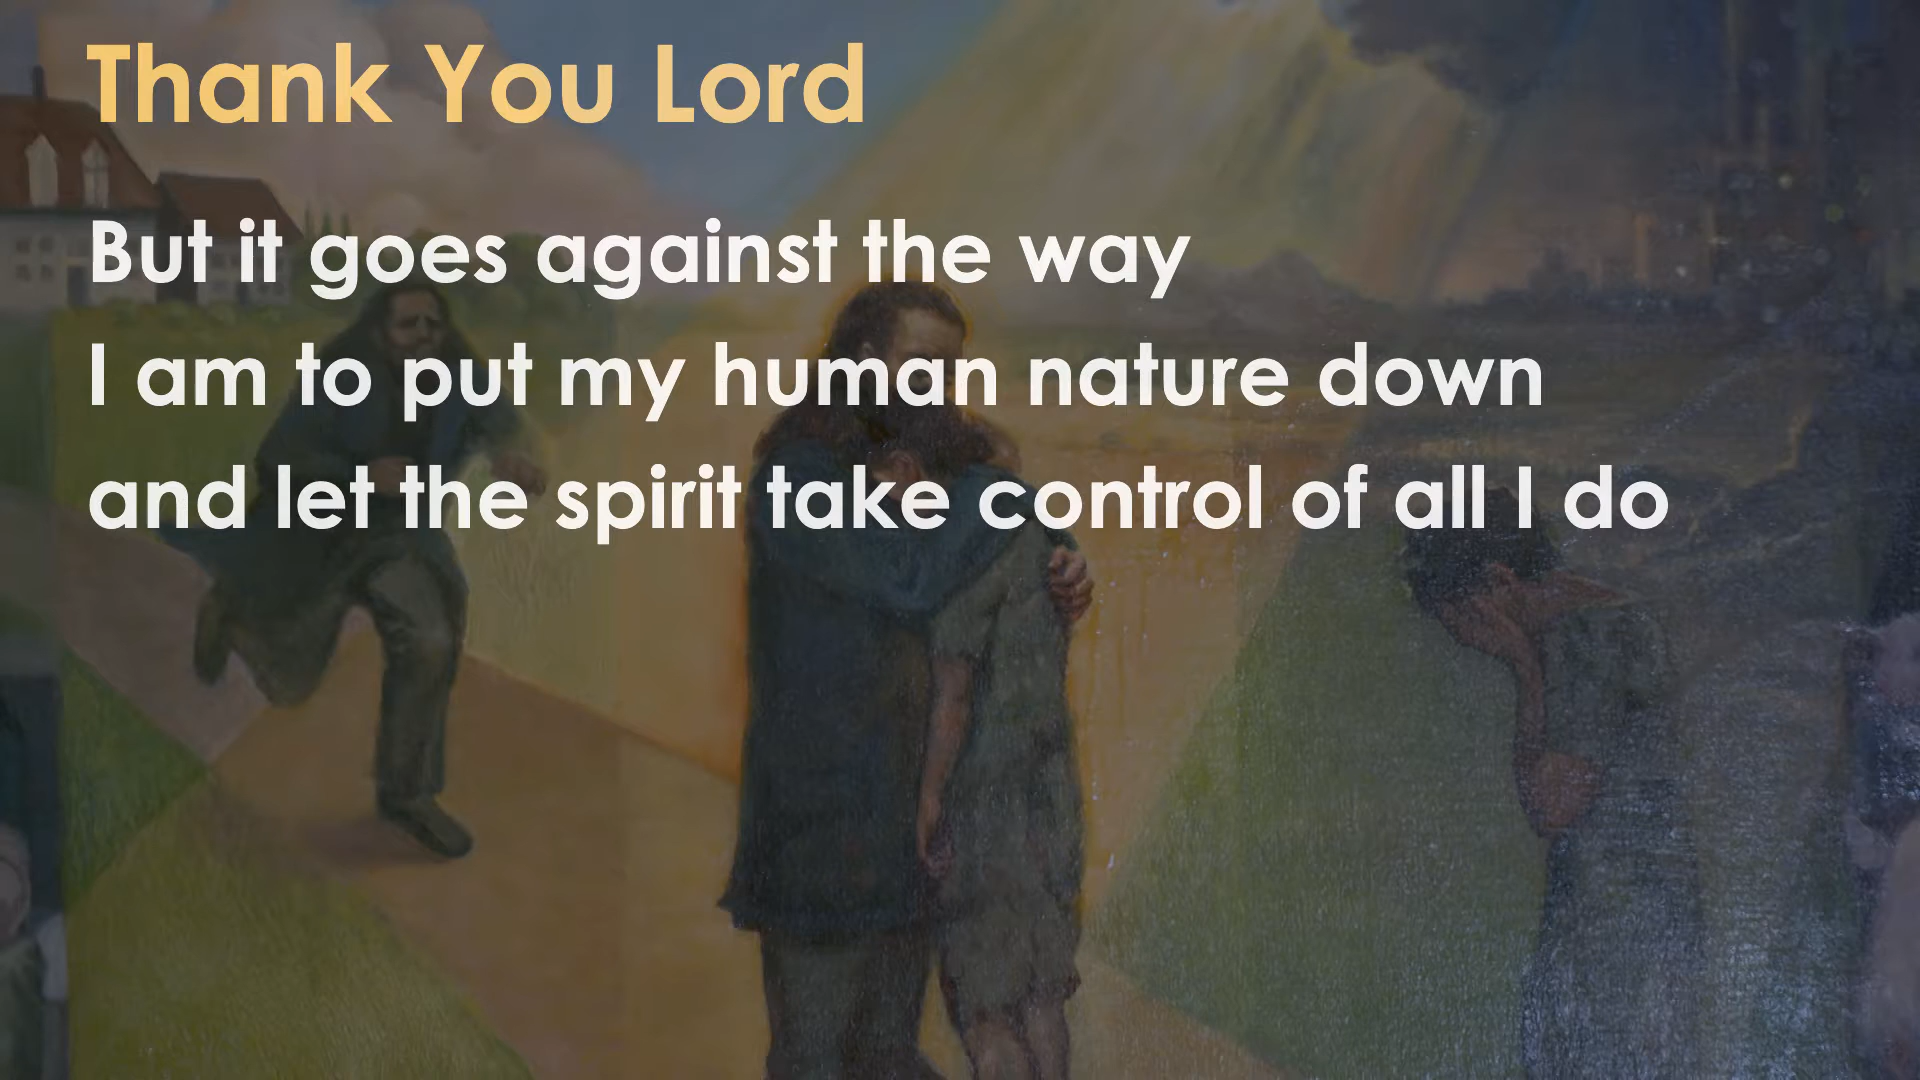 Thank You Lord
But it goes against the way
I am to put my human nature down
and let the spirit take control of all I do